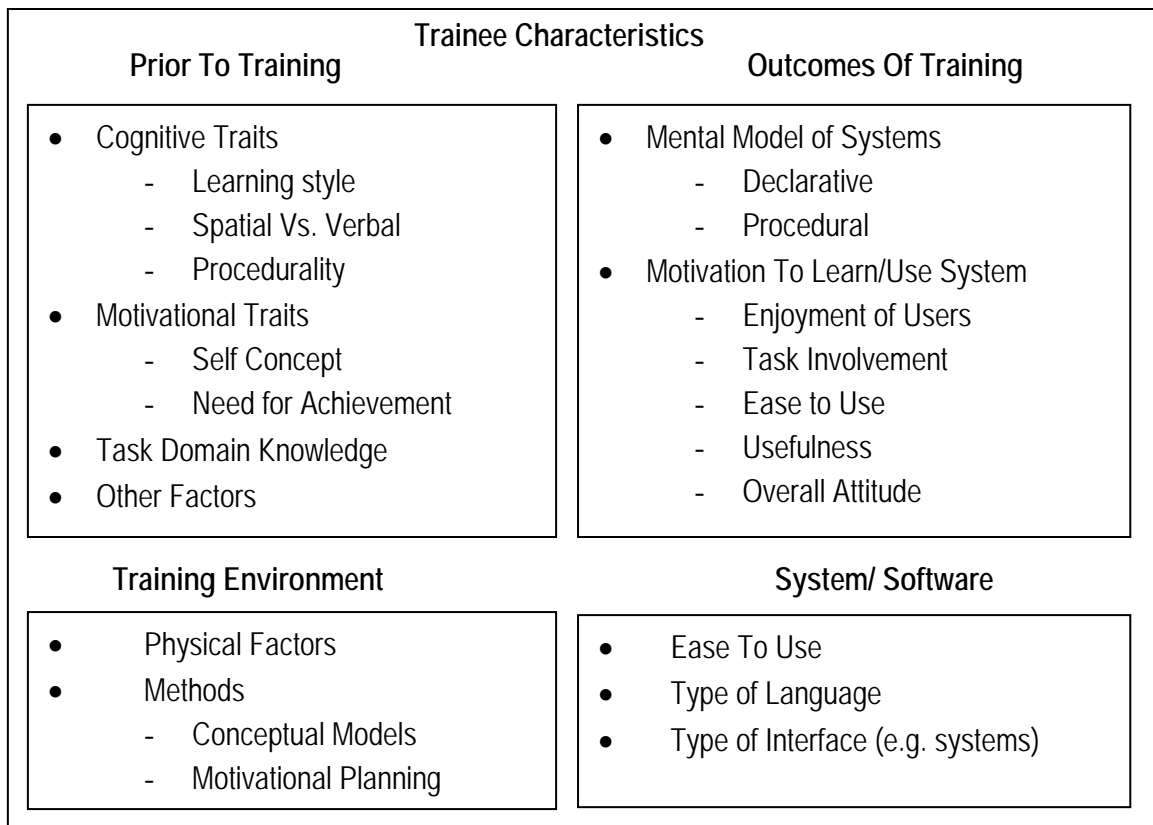 Trainee Characteristics
Prior To Training
• Cognitive Traits
- Learning style
- Spatial Vs. Verbal
- Procedurality
• Motivational Traits
- Self Concept
- Need for Achievement
• Task Domain Knowledge
• Other Factors
Outcomes Of Training
• Mental Model of Systems
- Declarative
- Procedural
• Motivation To Learn/Use System
- Enjoyment of Users
- Task Involvement
- Ease to Use
- Usefulness
- Overall Attitude
Training Environment
• Physical Factors
• Methods
- Conceptual Models
- Motivational Planning
System/ Software
• Ease To Use
• Type of Language
• Type of Interface (e.g. systems)